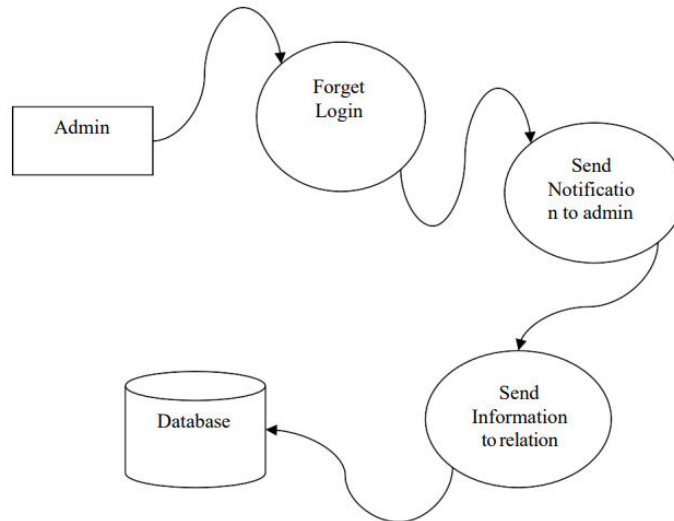 Admin
Forget
Login
Send
Notificatio
n to admin
Send
Information
to relation
Database